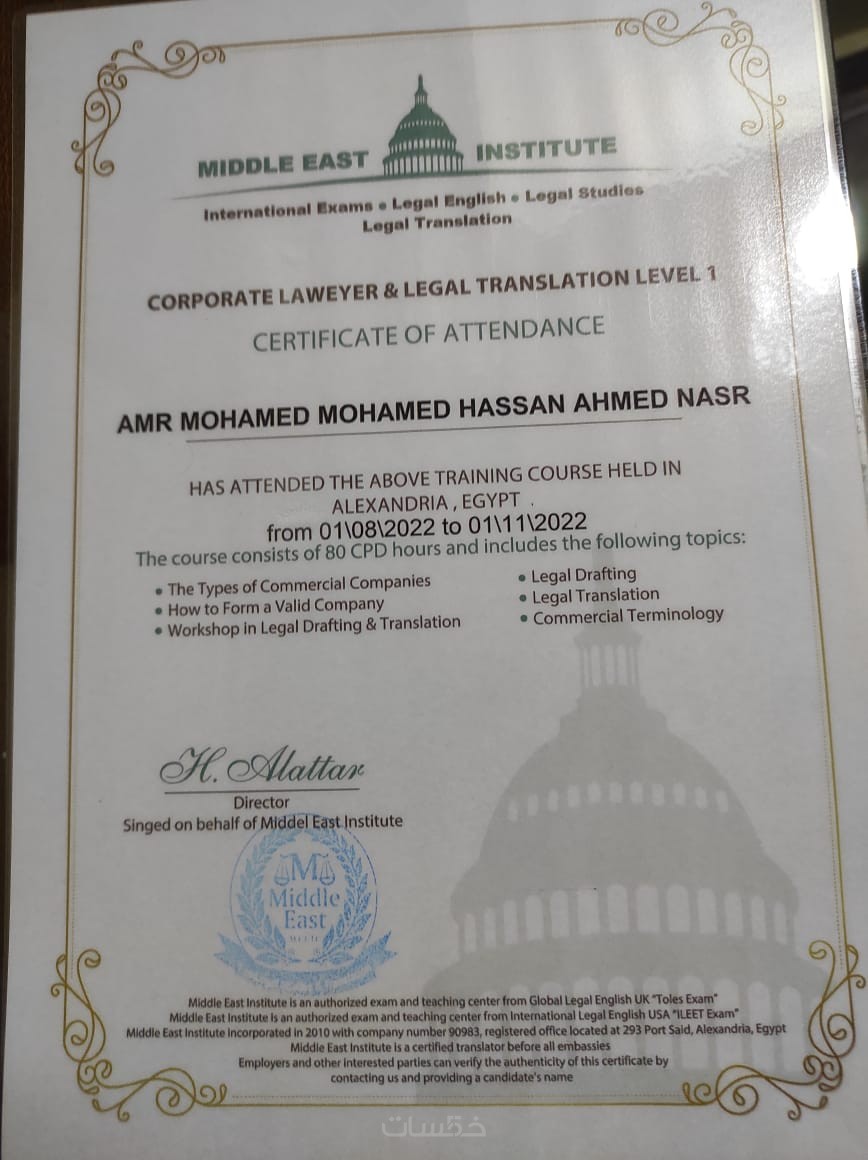 MIDDLE EAST INSTITUTE
International Exams • Legal English • Legal Studies
Legal Translation
CORPORATE LAWEYER & LEGAL TRANSLATION LEVEL 1
CERTIFICATE OF ATTENDANCE
AMR MOHAMED MOHAMED HASSAN AHMED NASR
HAS ATTENDED THE ABOVE TRAINING COURSE HELD IN
ALEXANDRIA , EGYPT .
from 01\08\2022 to 01\11\2022
The course consists of 80 CPD hours and includes the following topics:
• The Types of Commercial Companies
• How to Form a Valid Company
• Workshop in Legal Drafting & Translation
• Legal Drafting
• Legal Translation
• Commercial Terminology
H. Alattar
Director
Singed on behalf of Middel East Institute
M
Middle
East
Middle East Institute is an authorized exam and teaching center from Global Legal English UK "Toles Exam"
Middle East Institute is an authorized exam and teaching center from International Legal English USA "ILEET Exam"
Middle East Institute Incorporated in 2010 with company number 90983, registered office located at 293 Port Said, Alexandria, Egypt
Middle East Institute is a certified translator before all embassies
Employers and other interested parties can verify the authenticity of this certificate by
contacting us and providing a candidate's name
خمسات